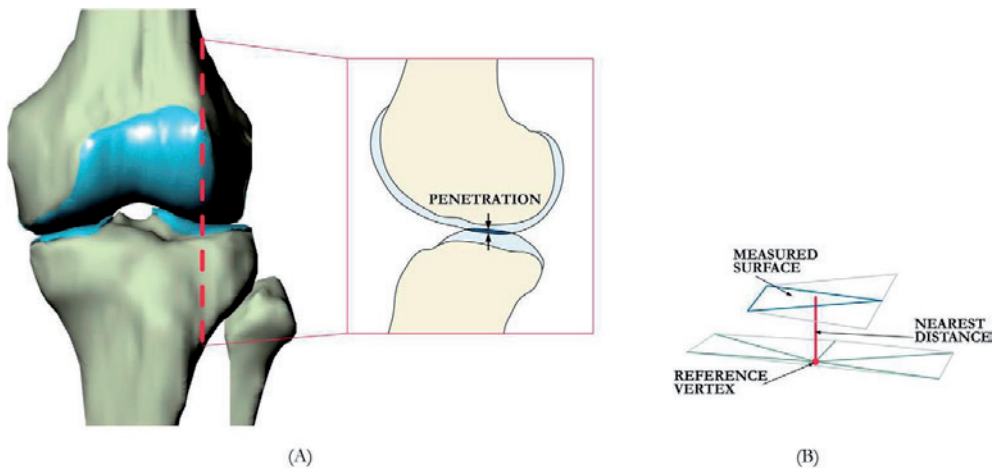 PENETRATION
MEASURED
SURFACE
NEAREST
DISTANCE
REFERENCE
VERTEX
(A)
(B)